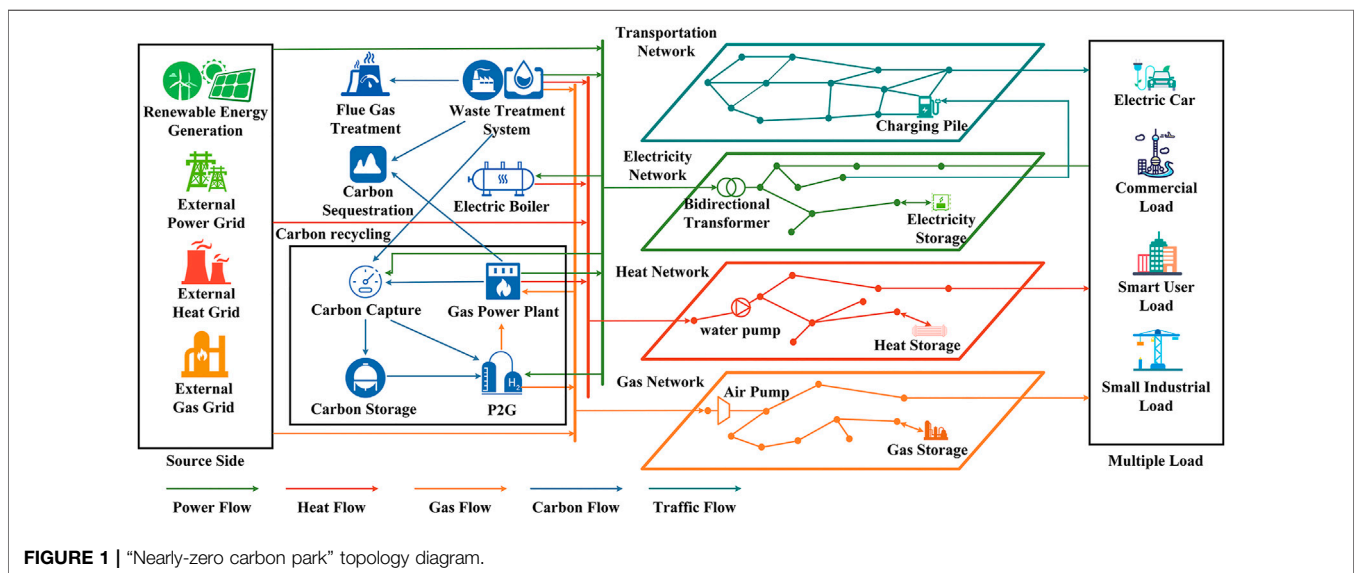 Renewable Energy
Generation
External
Power Grid
External
Heat Grid
External
Gas Grid
Source Side
Flue Gas
Treatment
Waste Treatment
System
Carbon
Sequestration
Electric Boiler
Carbon recycling
Carbon Capture
Gas Power Plant
Carbon Storage
H2
P2G
Transportation
Network
Charging Pile
Electricity
Network
Bidirectional
Transformer
Electricity
Storage
Heat Network
water pump
Heat Storage
Gas Network
Air Pump
Gas Storage
Electric Car
Commercial
Load
Smart User
Load
Small Industrial
Load
Multiple Load
Power Flow
Heat Flow
Gas Flow
Carbon Flow
Traffic Flow
FIGURE 1 | “Nearly-zero carbon park” topology diagram.